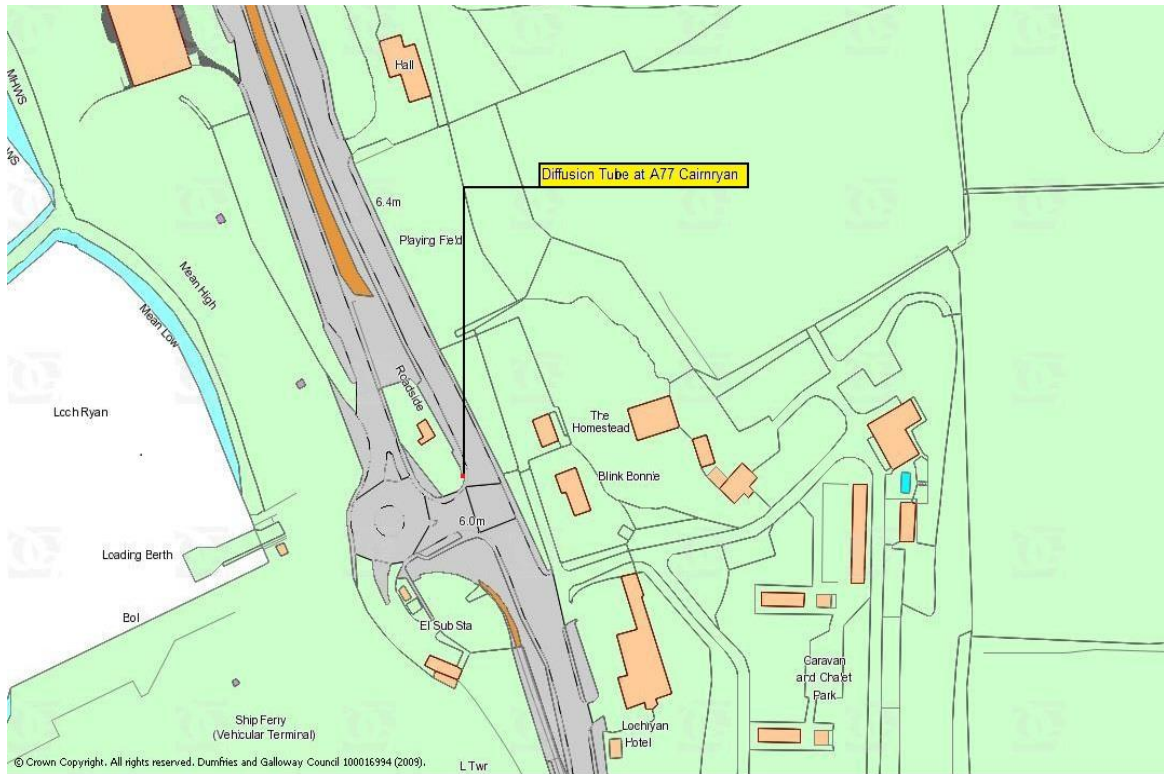 Hall
MHWS
WS
Diffusion Tube at A77 Cairnryan
6.4m
Playing Field
Mean High
Mean Low
Roadside
Loch Ryan
The
Homestead
Blink Bonnie
6.0m
Loading Berth
Bol
El Sub Sta
Caravan
and Chalet
Park
Ship Ferry
(Vehicular Terminal)
Lochryan
Hotel
L Twr
© Crown Copyright. All rights reserved. Dumfries and Galloway Council 100016994 (2009).